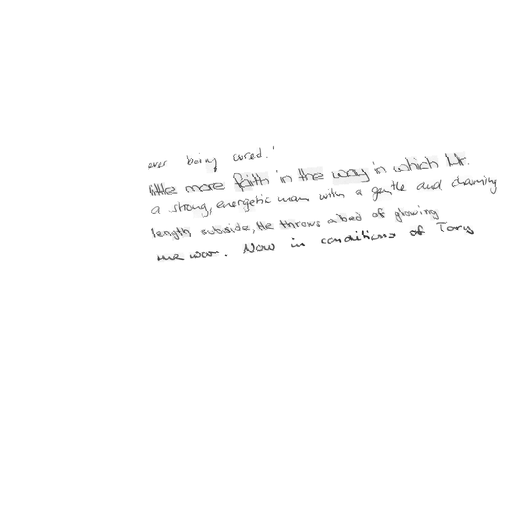 ever being cured.'
little more faith in the way in which Mr.
a strong, energetic man with a gentle and charming
length subside, He throws a bed of glowing
the war. Now in conditions of Tory